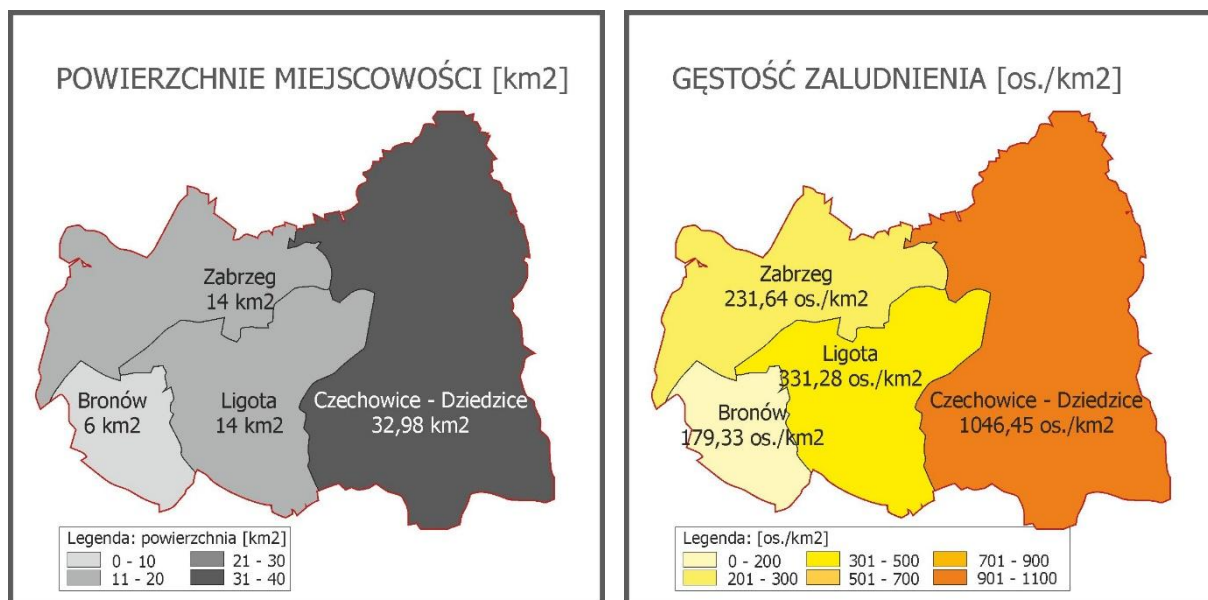 POWIERZCHNIE MIEJSCOWOŚCI [km2]
Zabrzeg
14 km2
Bronów
6 km2
Ligota
14 km2
Czechowice - Dziedzice
32,98 km2
Legenda: powierzchnia [km2]
0 - 10
11 - 20
21 - 30
31 - 40
GĘSTOŚĆ ZALUDNIENIA [os./km2]
Zabrzeg
231,64 os./km2
Ligota
331,28 os./km2
Bronów
179,33 os./km2
Czechowice - Dziedzice
1046,45 os./km2
Legenda: [os./km2]
0 - 200
201 - 300
301 - 500
501 - 700
701 - 900
901 - 1100